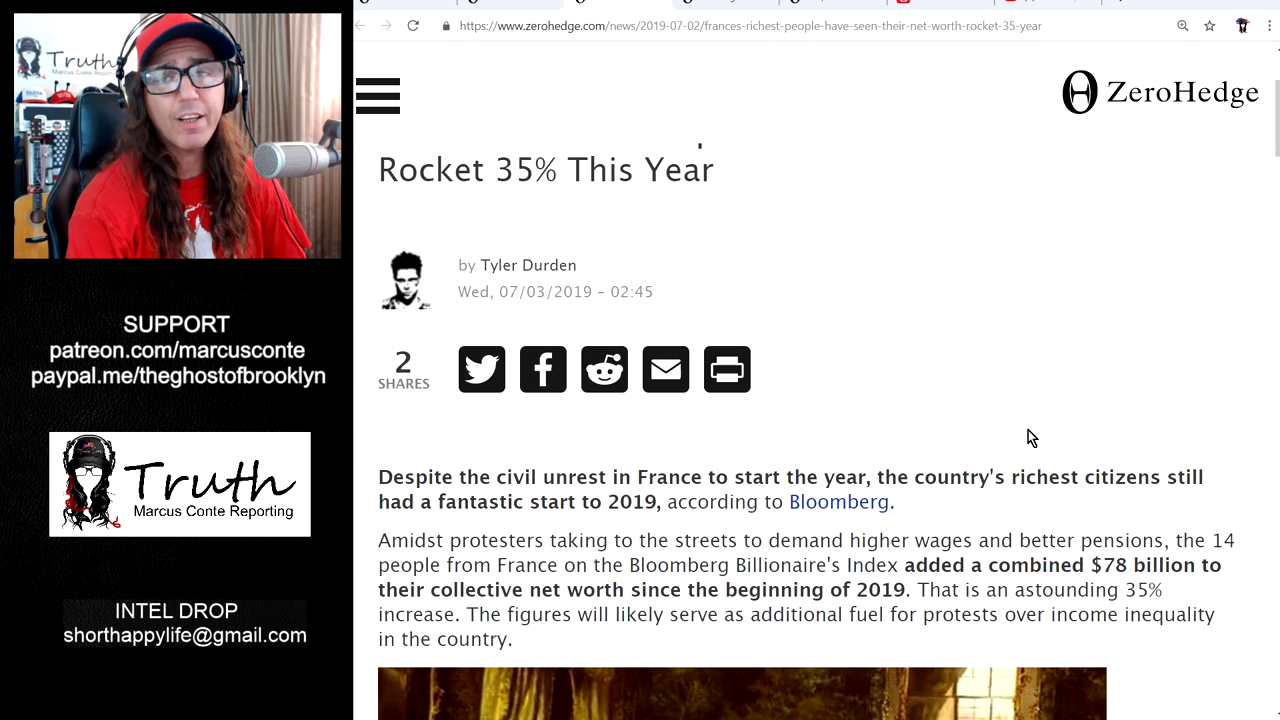 Truth
Marcus Conte Reporting
SUPPORT
patreon.com/marcusconte
paypal.me/theghostofbrooklyn
Truth
Marcus Conte Reporting
INTEL DROP
shorthappylife@gmail.com
https://www.zerohedge.com/news/2019-07-02/frances-richest-people-have-seen-their-net-worth-rocket-35-year
ZeroHedge
Rocket 35% This Year
by Tyler Durden
Wed, 07/03/2019 - 02:45
2
SHARES
Despite the civil unrest in France to start the year, the country's richest citizens still
had a fantastic start to 2019, according to Bloomberg.
Amidst protesters taking to the streets to demand higher wages and better pensions, the 14
people from France on the Bloomberg Billionaire's Index added a combined $78 billion to
their collective net worth since the beginning of 2019. That is an astounding 35%
increase. The figures will likely serve as additional fuel for protests over income inequality
in the country.